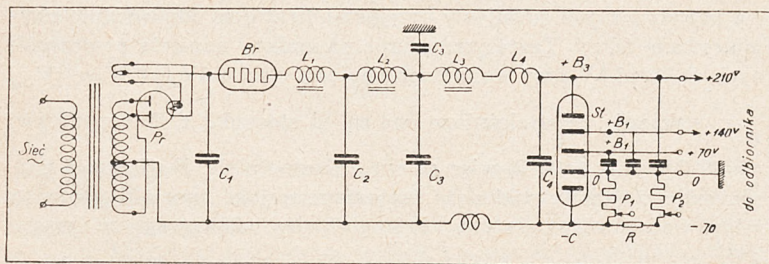 Br
L₁
L₂
C₃
L₃
L₄
+B₃
+210ᵛ
St
+B₁
+140ᵛ
+B₁
+70ᵛ
Pr
Sieć
~
C₁
C₂
C₃
C₄
0
0
P₁
P₂
-C
R
-70
do odbiornika